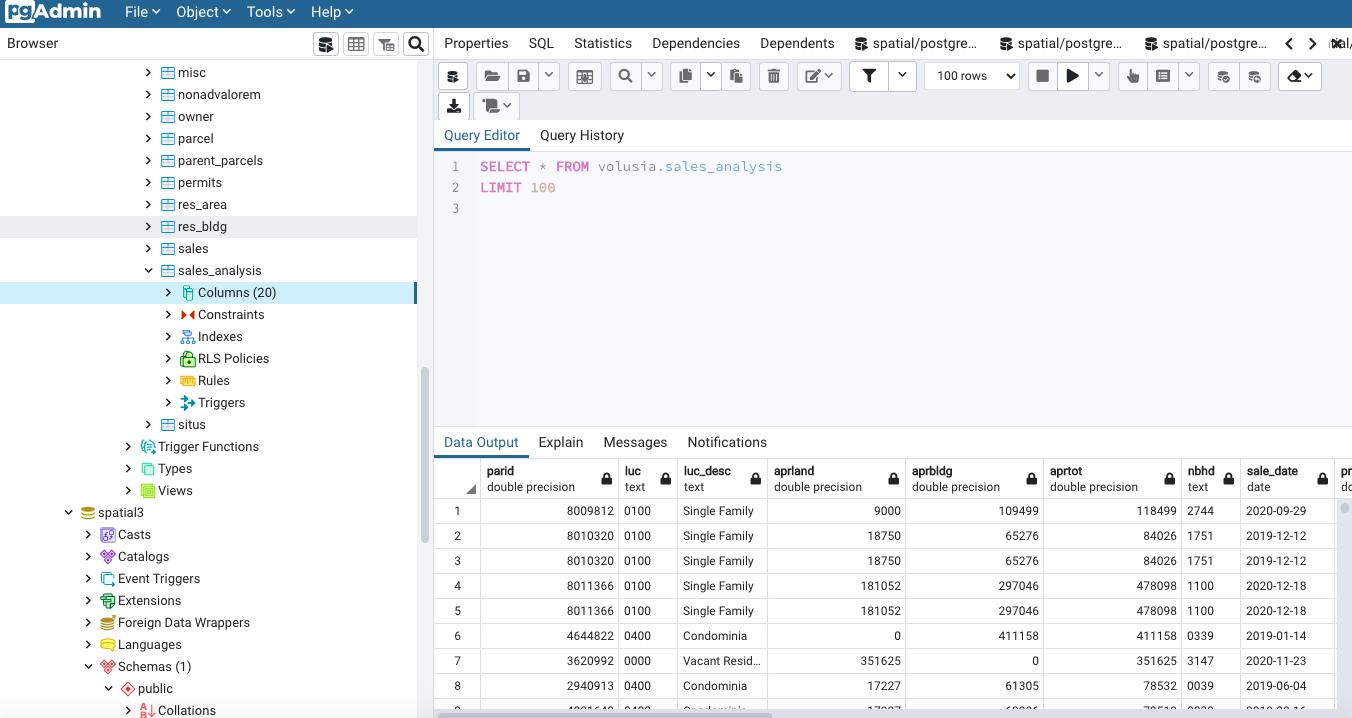 pgAdmin File Object Tools Help
Browser
Properties SQL Statistics Dependencies Dependents spatial/postgre... spatial/postgre... spatial/postgre...
100 rows
misc
nonadvalorem
owner
parcel
parent_parcels
permits
res_area
res_bldg
sales
sales_analysis
Columns (20)
Constraints
Indexes
RLS Policies
Rules
Triggers
situs
Trigger Functions
Types
Views
spatial3
Casts
Catalogs
Event Triggers
Extensions
Foreign Data Wrappers
Languages
Schemas (1)
public
Collations
Query Editor Query History
1 SELECT * FROM volusia.sales_analysis
2 LIMIT 100
3
Data Output Explain Messages Notifications
parid luc luc_desc aprland aprbldg aprtot nbhd sale_date pr
double precision text text double precision double precision double precision text date do
1 8009812 0100 Single Family 9000 109499 118499 2744 2020-09-29
2 8010320 0100 Single Family 18750 65276 84026 1751 2019-12-12
3 8010320 0100 Single Family 18750 65276 84026 1751 2019-12-12
4 8011366 0100 Single Family 181052 297046 478098 1100 2020-12-18
5 8011366 0100 Single Family 181052 297046 478098 1100 2020-12-18
6 4644822 0400 Condominia 0 411158 411158 0339 2019-01-14
7 3620992 0000 Vacant Resid... 351625 0 351625 3147 2020-11-23
8 2940913 0400 Condominia 17227 61305 78532 0039 2019-06-04